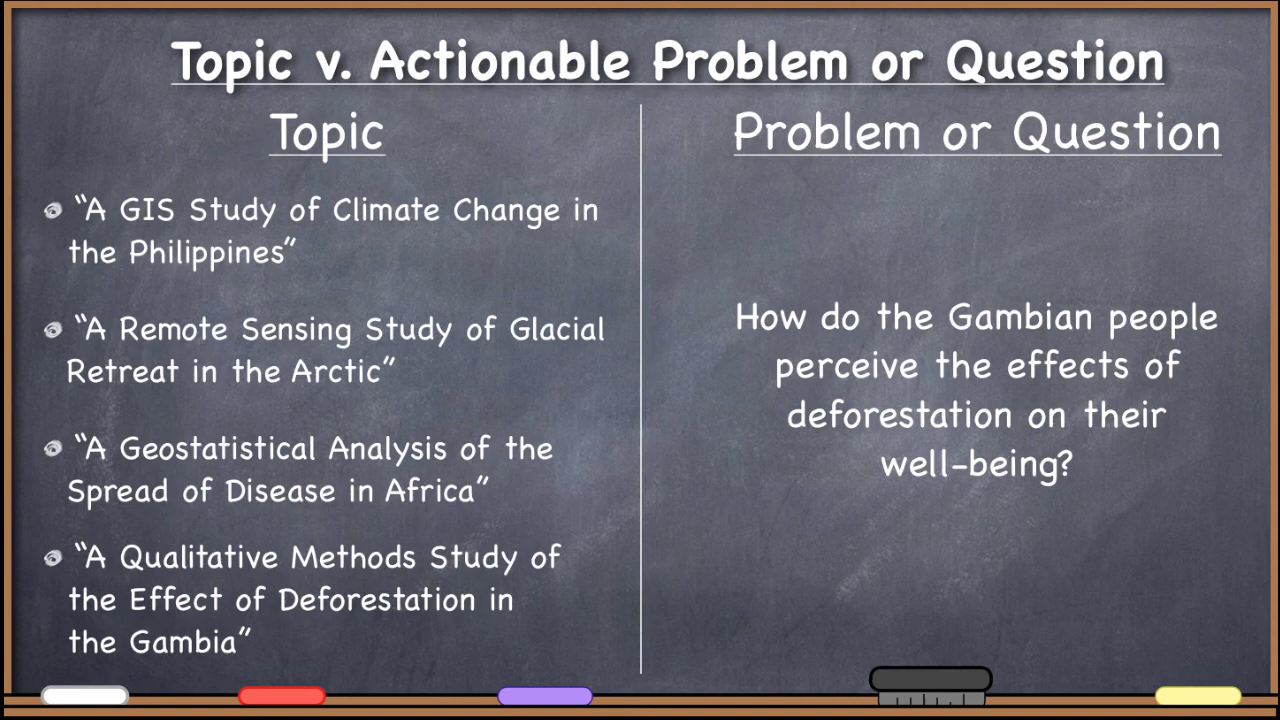 Topic v. Actionable Problem or Question
Topic
“A GIS Study of Climate Change in
the Philippines”
“A Remote Sensing Study of Glacial
Retreat in the Arctic”
“A Geostatistical Analysis of the
Spread of Disease in Africa”
“A Qualitative Methods Study of
the Effect of Deforestation in
the Gambia”
Problem or Question
How do the Gambian people
perceive the effects of
deforestation on their
well-being?